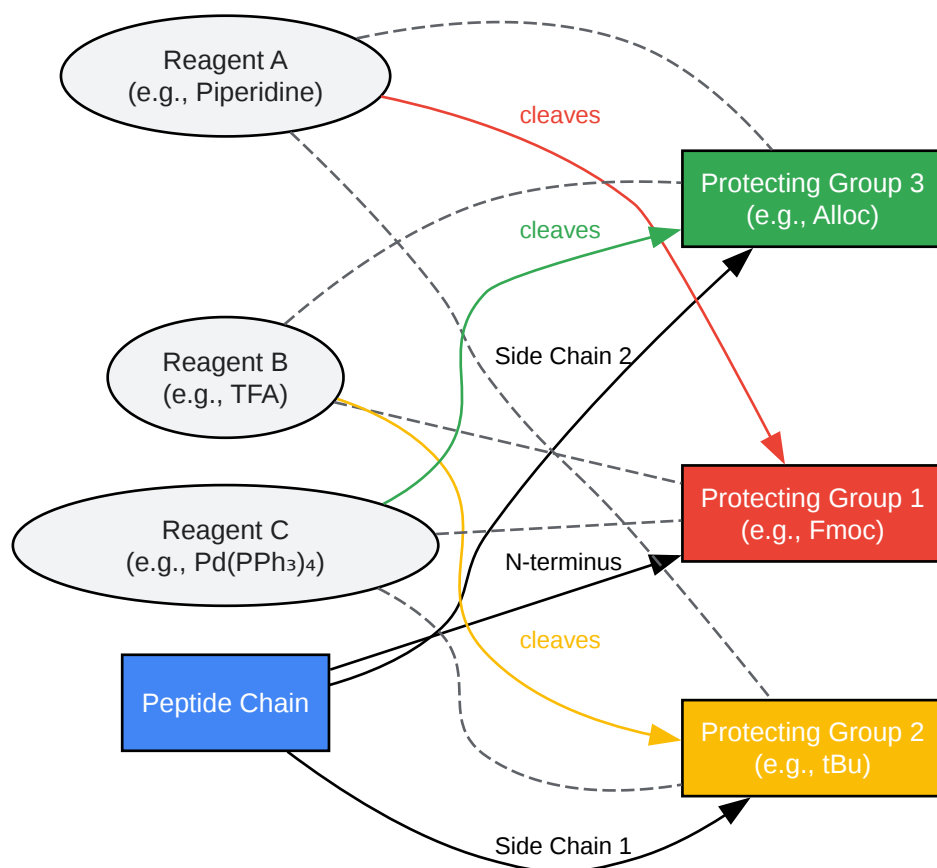 Reagent A
(e.g., Piperidine)
cleaves
Protecting Group 3
(e.g., Alloc)
cleaves
Reagent B
(e.g., TFA)
Side Chain 2
Protecting Group 1
(e.g., Fmoc)
Reagent C
(e.g., Pd(PPh₃)₄)
N-terminus
cleaves
Peptide Chain
Protecting Group 2
(e.g., tBu)
Side Chain 1